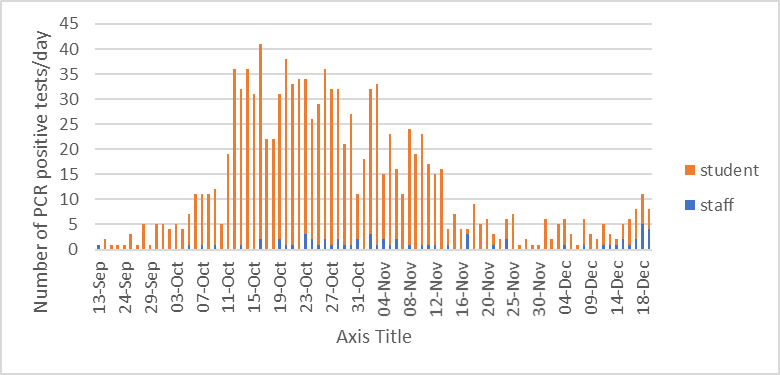 Number of PCR positive tests/day
45
40
35
30
25
20
15
10
5
0
13-Sep
24-Sep
29-Sep
03-Oct
07-Oct
11-Oct
15-Oct
19-Oct
23-Oct
27-Oct
31-Oct
04-Nov
08-Nov
12-Nov
16-Nov
20-Nov
25-Nov
30-Nov
04-Dec
09-Dec
14-Dec
18-Dec
Axis Title
student
staff